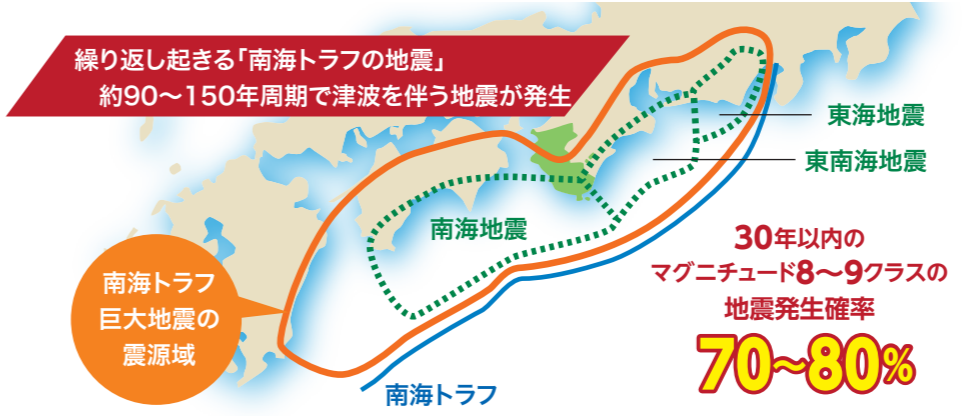 繰り返し起きる「南海トラフの地震」
約90～150年周期で津波を伴う地震が発生
東海地震
東南海地震
南海地震
南海トラフ
巨大地震の
震源域
南海トラフ
30年以内の
マグニチュード8～9クラスの
地震発生確率
70～80%